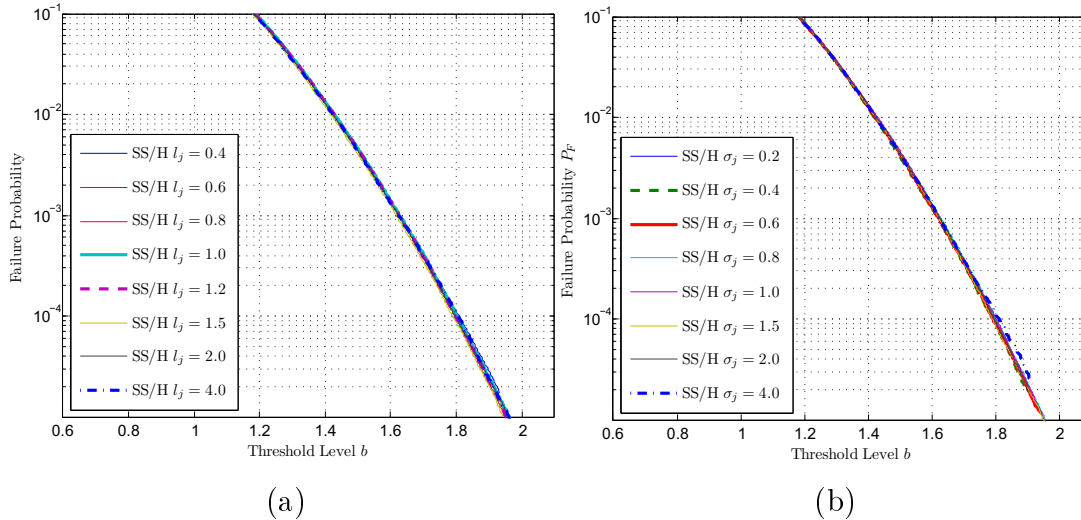 10^{-1}
10^{-2}
10^{-3}
10^{-4}
Failure Probability
SS/H l_j = 0.4
SS/H l_j = 0.6
SS/H l_j = 0.8
SS/H l_j = 1.0
SS/H l_j = 1.2
SS/H l_j = 1.5
SS/H l_j = 2.0
SS/H l_j = 4.0
0.6 0.8 1 1.2 1.4 1.6 1.8 2
Threshold Level b
(a)
10^{-1}
10^{-2}
10^{-3}
10^{-4}
Failure Probability P_F
SS/H σ_j = 0.2
SS/H σ_j = 0.4
SS/H σ_j = 0.6
SS/H σ_j = 0.8
SS/H σ_j = 1.0
SS/H σ_j = 1.5
SS/H σ_j = 2.0
SS/H σ_j = 4.0
0.6 0.8 1 1.2 1.4 1.6 1.8 2
Threshold Level b
(b)